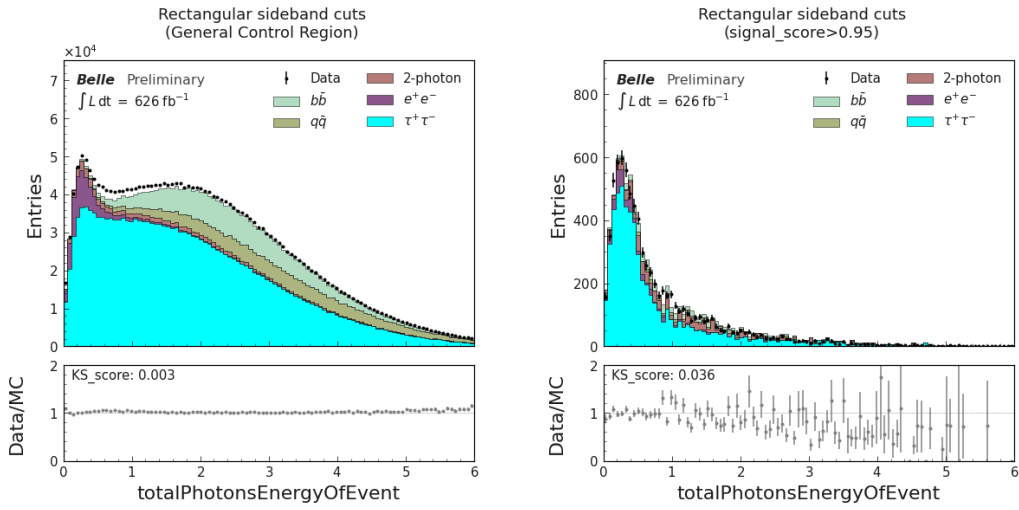 Rectangular sideband cuts
(General Control Region)
×10⁴
Belle Preliminary
∫ L dt = 626 fb⁻¹
Data
bb̄
qq̄
2-photon
e⁺e⁻
τ⁺τ⁻
Entries
7
6
5
4
3
2
1
0
KS_score: 0.003
Data/MC
2
1
0
0 1 2 3 4 5 6
totalPhotonsEnergyOfEvent
Rectangular sideband cuts
(signal_score>0.95)
Belle Preliminary
∫ L dt = 626 fb⁻¹
Data
bb̄
qq̄
2-photon
e⁺e⁻
τ⁺τ⁻
Entries
800
600
400
200
0
KS_score: 0.036
Data/MC
2
1
0
0 1 2 3 4 5 6
totalPhotonsEnergyOfEvent